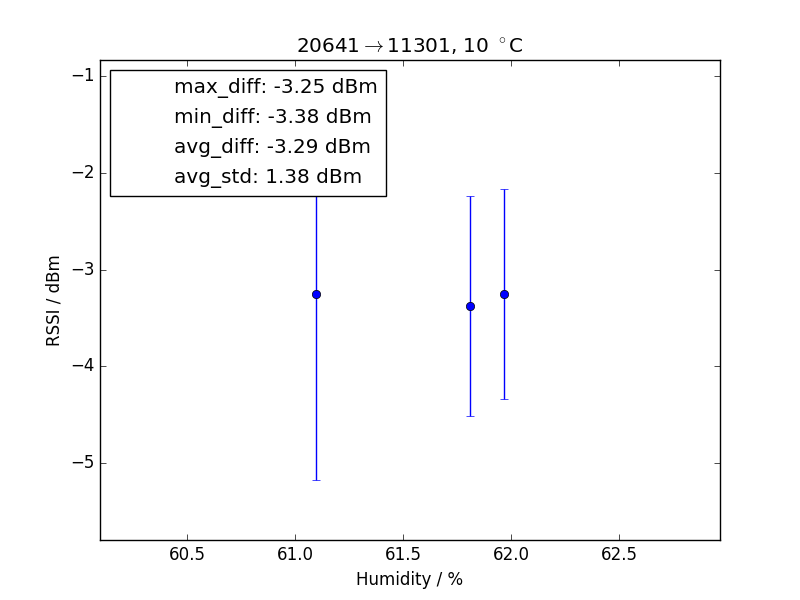 20641→11301, 10 °C
max_diff: -3.25 dBm
min_diff: -3.38 dBm
avg_diff: -3.29 dBm
avg_std: 1.38 dBm
RSSI / dBm
−1
−2
−3
−4
−5
60.5 61.0 61.5 62.0 62.5
Humidity / %